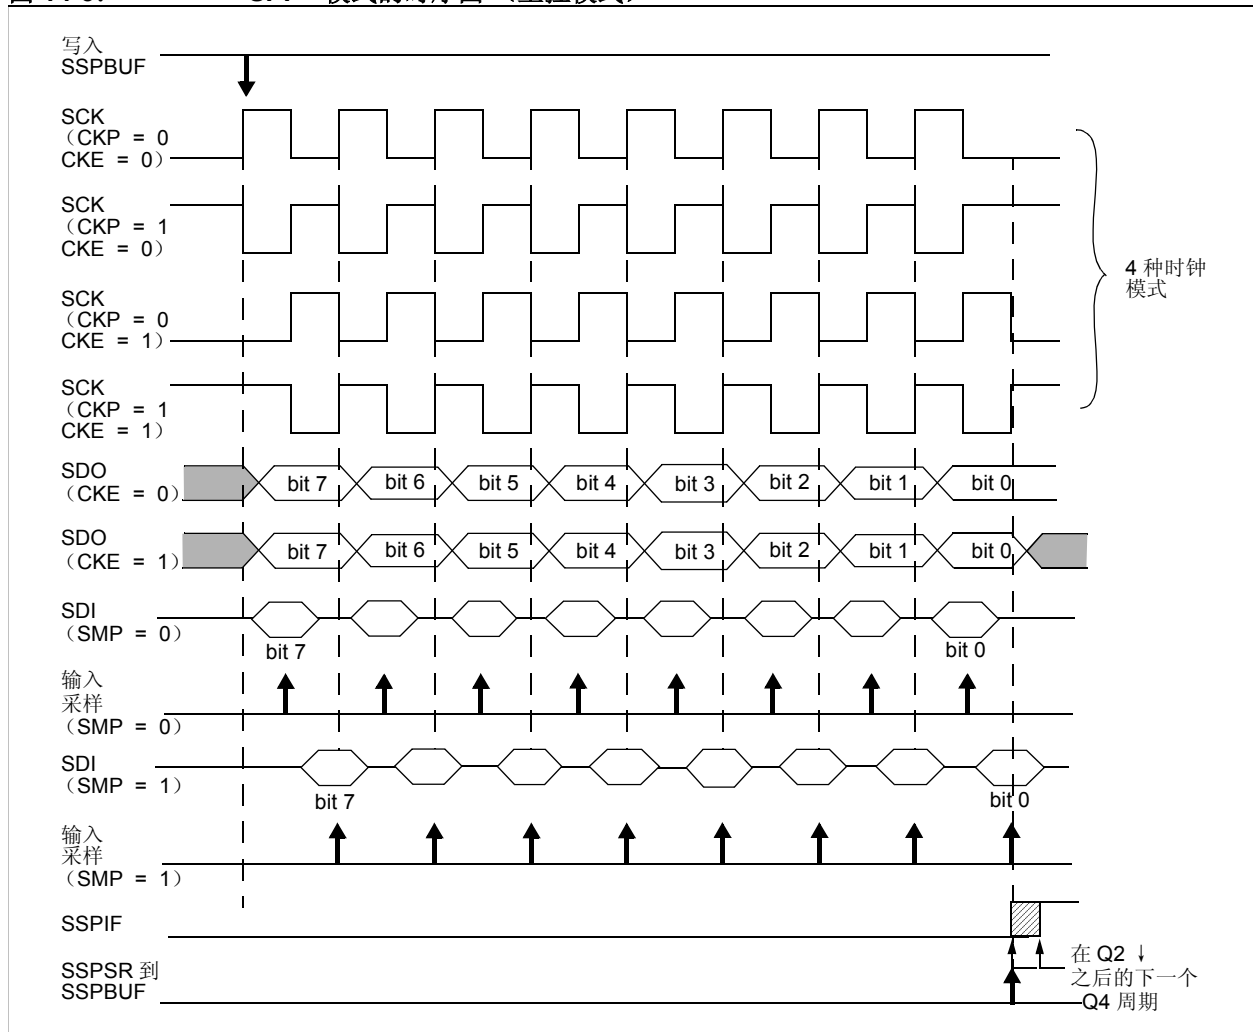 写入
SSPBUF
SCK
（CKP = 0
CKE = 0）
SCK
（CKP = 1
CKE = 0）
SCK
（CKP = 0
CKE = 1）
SCK
（CKP = 1
CKE = 1）
4 种时钟
模式
SDO
（CKE = 0）
bit 7 bit 6 bit 5 bit 4 bit 3 bit 2 bit 1 bit 0
SDO
（CKE = 1）
bit 7 bit 6 bit 5 bit 4 bit 3 bit 2 bit 1 bit 0
SDI
（SMP = 0）
bit 7 bit 0
输入
采样
（SMP = 0）
SDI
（SMP = 1）
bit 7 bit 0
输入
采样
（SMP = 1）
SSPIF
SSPSR 到
SSPBUF
在 Q2 ↓
之后的下一个
Q4 周期